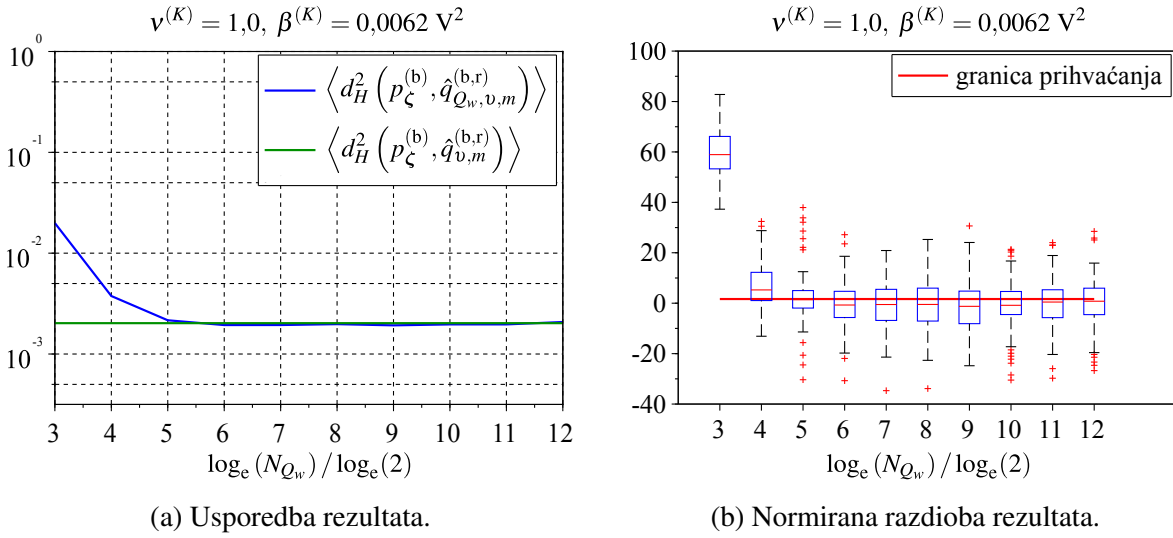 ν^(K) = 1,0, β^(K) = 0,0062 V²
10⁰
10⁻¹
10⁻²
10⁻³
⟨d²_H (p_ζ^(b), q̂_{Q_w,υ,m}^(b,r))⟩
⟨d²_H (p_ζ^(b), q̂_{υ,m}^(b,r))⟩
3 4 5 6 7 8 9 10 11 12
log_e (N_{Q_w}) / log_e(2)
(a) Usporedba rezultata.
ν^(K) = 1,0, β^(K) = 0,0062 V²
100
80
60
40
20
0
-20
-40
granica prihvaćanja
3 4 5 6 7 8 9 10 11 12
log_e (N_{Q_w}) / log_e(2)
(b) Normirana razdioba rezultata.